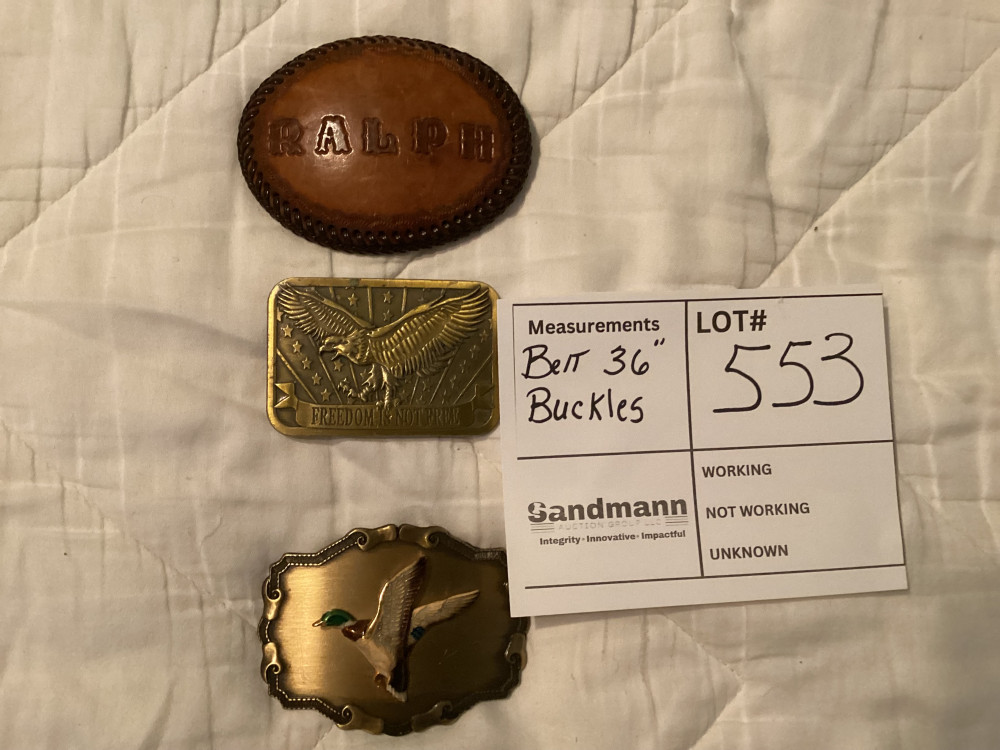 RALPH
FREEDOM IS NOT FREE
Measurements
Belt 36"
Buckles
LOT#
553
WORKING
NOT WORKING
UNKNOWN
Sandmann
AUCTION GROUP LLC
Integrity • Innovative • Impactful